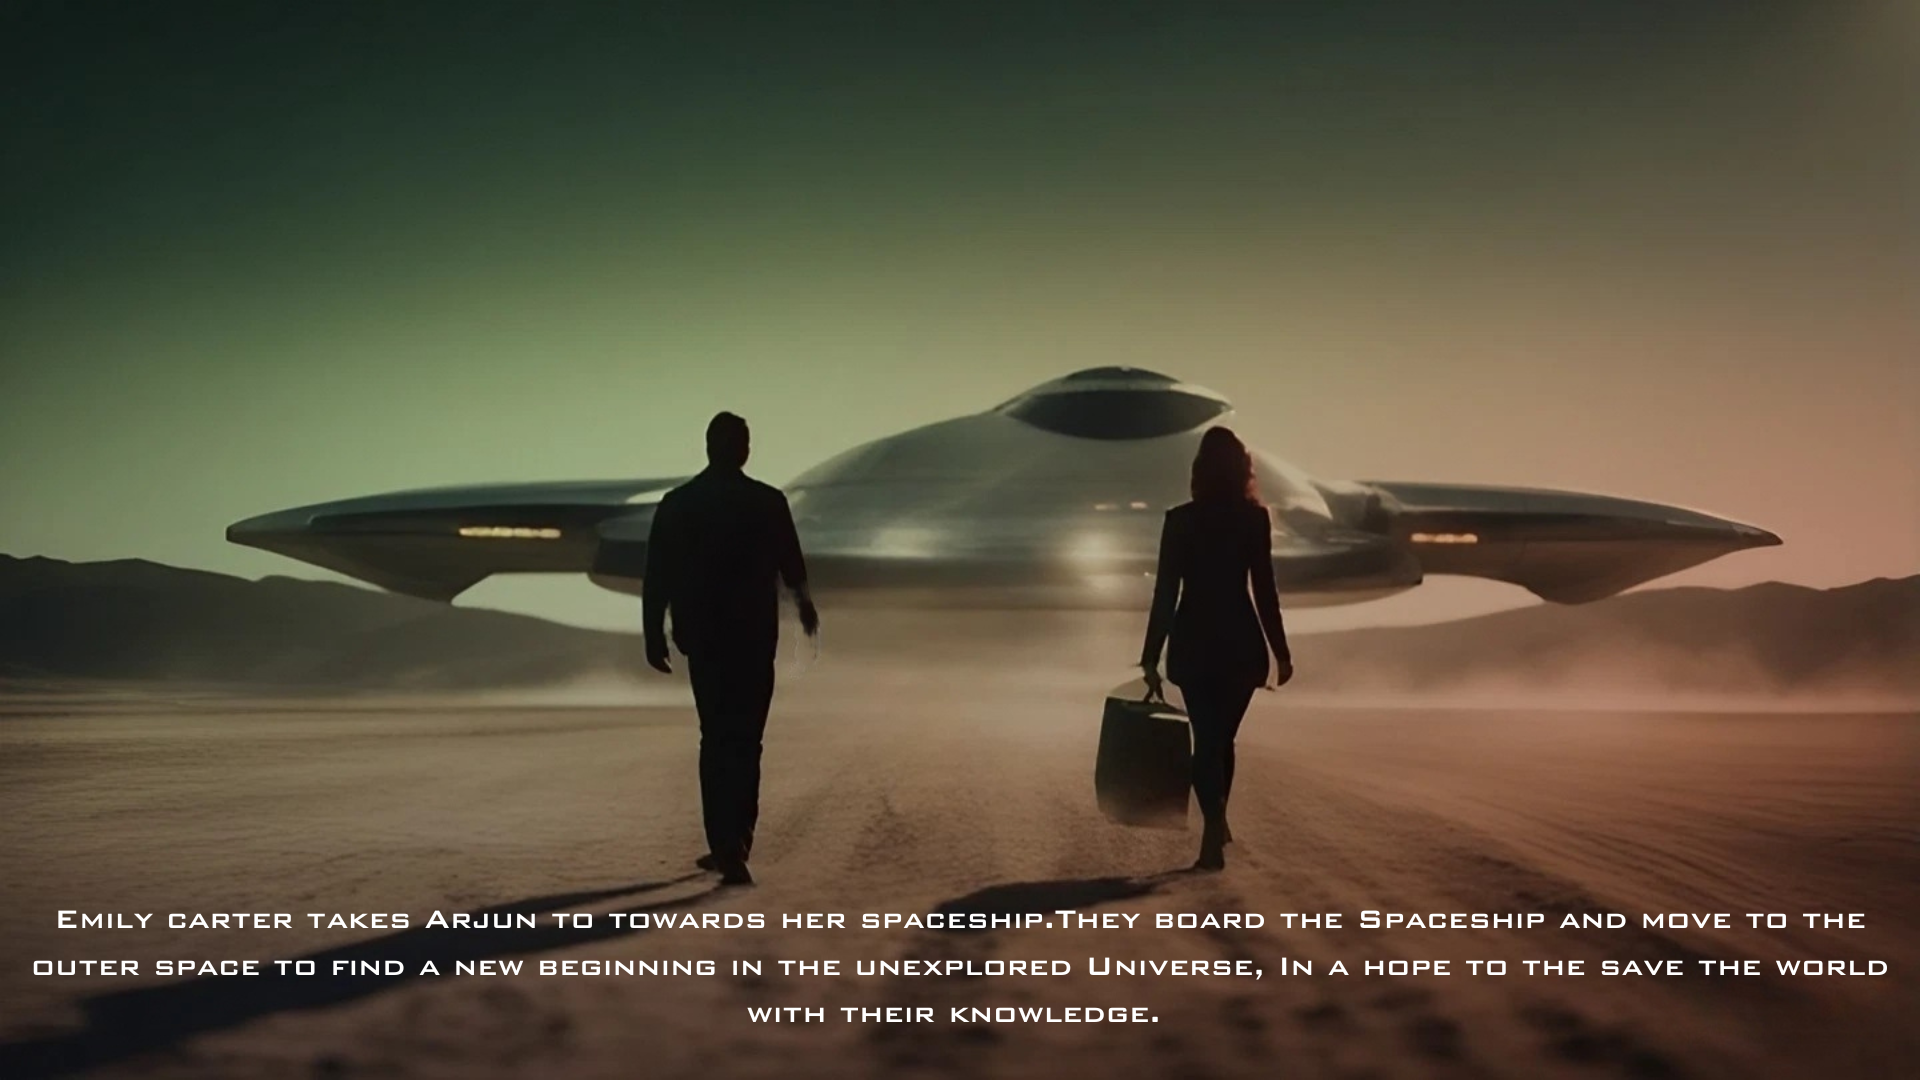 Emily carter takes Arjun to towards her spaceship.They board the Spaceship and move to the
outer space to find a new beginning in the unexplored Universe, In a hope to the save the world
with their knowledge.